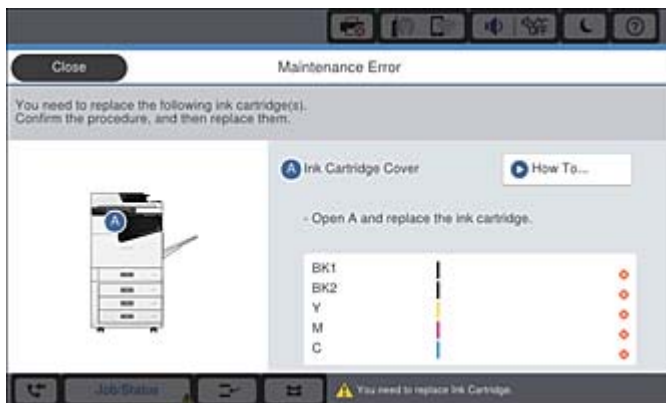 Close
Maintenance Error
You need to replace the following ink cartridge(s).
Confirm the procedure, and then replace them.
A Ink Cartridge Cover
How To...
A
- Open A and replace the ink cartridge.
BK1
BK2
Y
M
C
OFF
Job/Status
You need to replace Ink Cartridge.